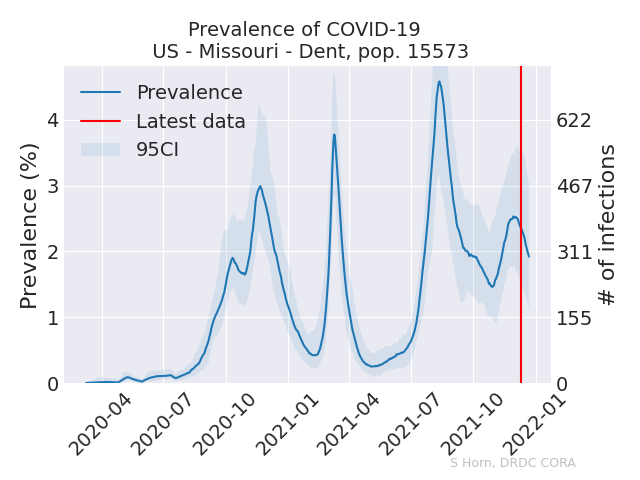 Prevalence of COVID-19
US - Missouri - Dent, pop. 15573
Prevalence
Latest data
95CI
Prevalence (%)
4
3
2
1
0
622
467
311
155
0
# of infections
2020-04
2020-07
2020-10
2021-01
2021-04
2021-07
2021-10
2022-01
S Horn, DRDC CORA